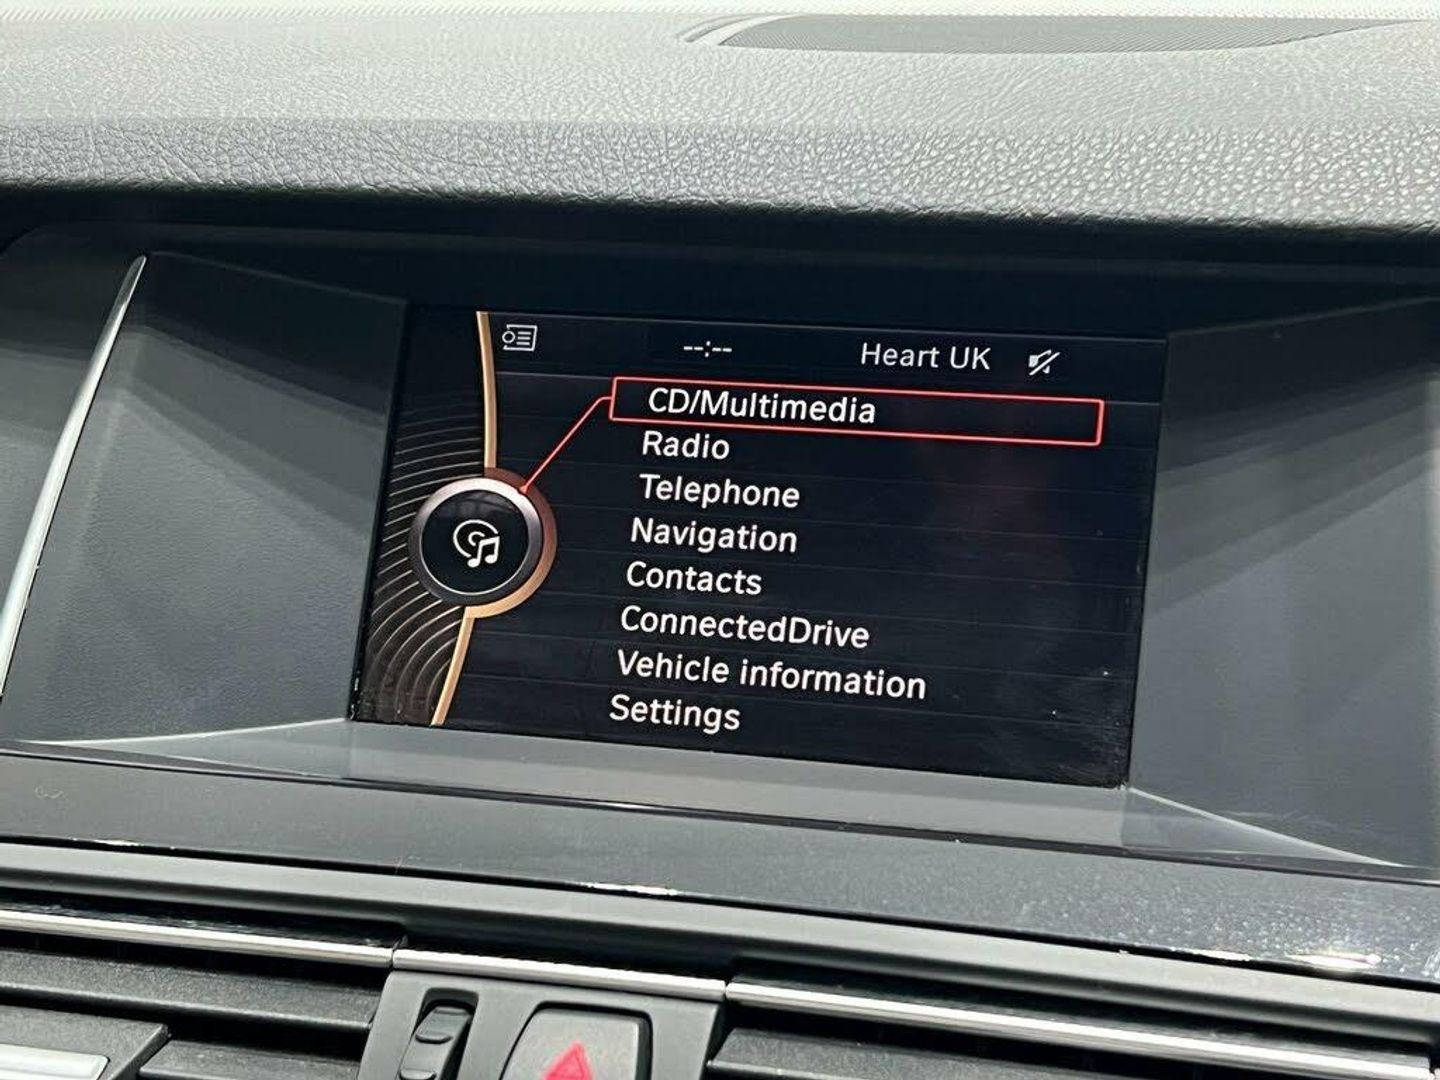 --:-- Heart UK
CD/Multimedia
Radio
Telephone
Navigation
Contacts
ConnectedDrive
Vehicle information
Settings